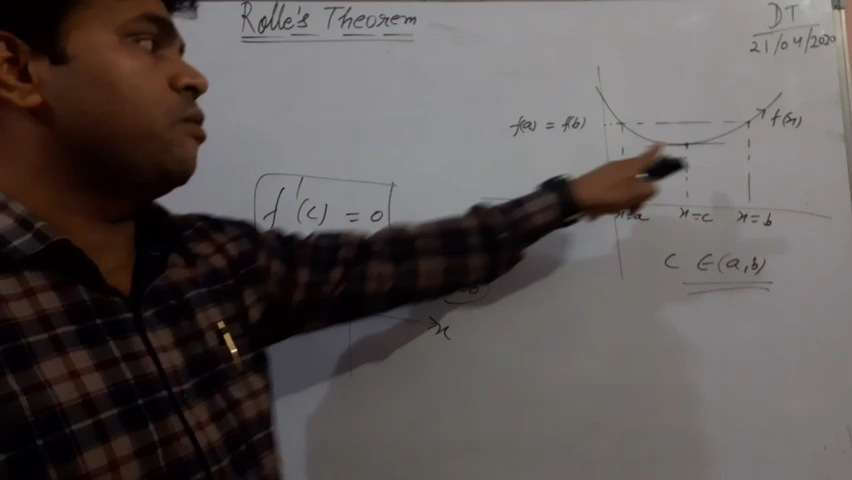 Rolle's Theorem
DT
21/04/2020
f(a) = f(b)
f(x)
f'(c) = 0
x=a
x=c
x=b
C ∈ (a,b)
x